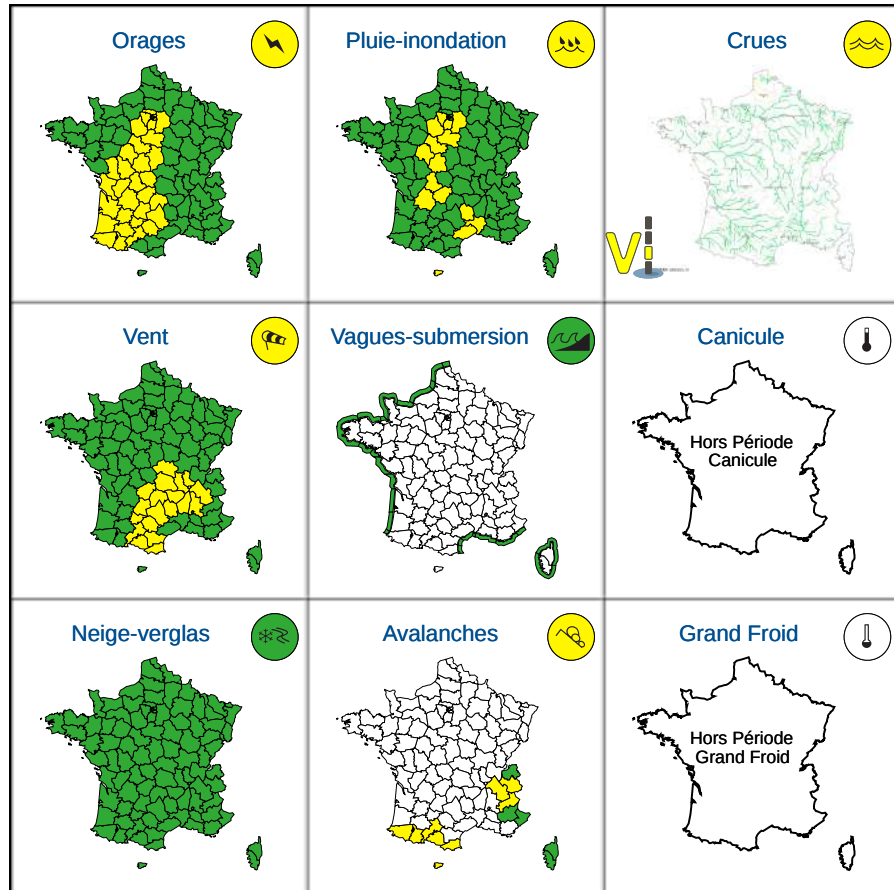 Orages
Pluie-inondation
Crues
Vi
Vent
Vagues-submersion
Canicule
Hors Période
Canicule
Neige-verglas
Avalanches
Grand Froid
Hors Période
Grand Froid